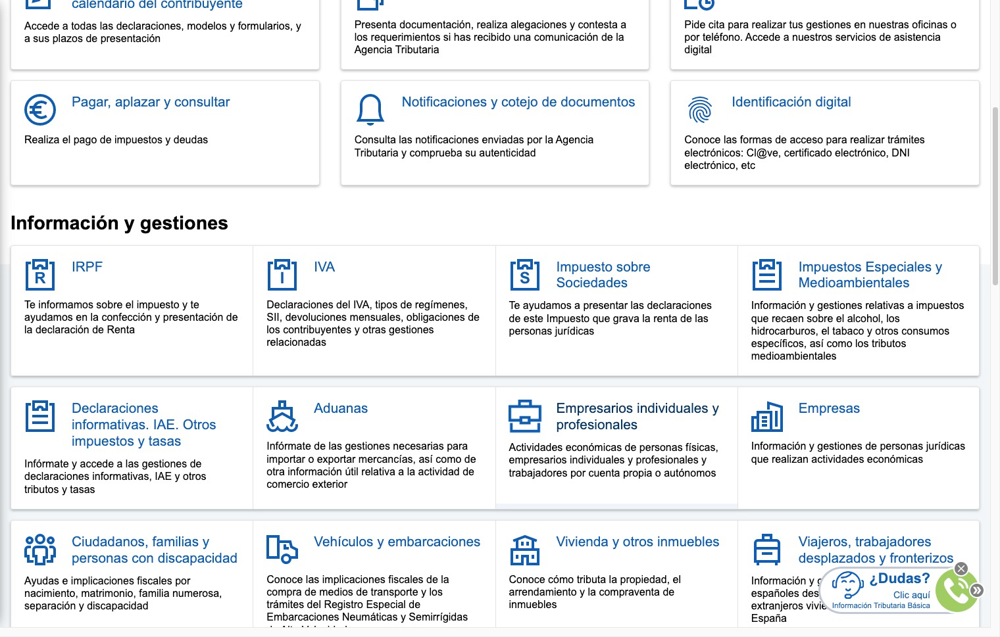 calendario del contribuyente
Accede a todas las declaraciones, modelos y formularios, y
a sus plazos de presentación
Presenta documentación, realiza alegaciones y contesta a
los requerimientos si has recibido una comunicación de la
Agencia Tributaria
Pide cita para realizar tus gestiones en nuestras oficinas o
por teléfono. Accede a nuestros servicios de asistencia
digital
Pagar, aplazar y consultar
Realiza el pago de impuestos y deudas
Notificaciones y cotejo de documentos
Consulta las notificaciones enviadas por la Agencia
Tributaria y comprueba su autenticidad
Identificación digital
Conoce las formas de acceso para realizar trámites
electrónicos: Cl@ve, certificado electrónico, DNI
electrónico, etc
Información y gestiones
R
IRPF
Te informamos sobre el impuesto y te
ayudamos en la confección y presentación de
la declaración de Renta
I
IVA
Declaraciones del IVA, tipos de regímenes,
SII, devoluciones mensuales, obligaciones de
los contribuyentes y otras gestiones
relacionadas
S
Impuesto sobre
Sociedades
Te ayudamos a presentar las declaraciones
de este Impuesto que grava la renta de las
personas jurídicas
Impuestos Especiales y
Medioambientales
Información y gestiones relativas a impuestos
que recaen sobre el alcohol, los
hidrocarburos, el tabaco y otros consumos
específicos, así como los tributos
medioambientales
Declaraciones
informativas. IAE. Otros
impuestos y tasas
Infórmate y accede a las gestiones de
declaraciones informativas, IAE y otros
tributos y tasas
Aduanas
Infórmate de las gestiones necesarias para
importar o exportar mercancías, así como de
otra información útil relativa a la actividad de
comercio exterior
Empresarios individuales y
profesionales
Actividades económicas de personas físicas,
empresarios individuales y profesionales y
trabajadores por cuenta propia o autónomos
Empresas
Información y gestiones de personas jurídicas
que realizan actividades económicas
Ciudadanos, familias y
personas con discapacidad
Ayudas e implicaciones fiscales por
nacimiento, matrimonio, familia numerosa,
separación y discapacidad
Vehículos y embarcaciones
Conoce las implicaciones fiscales de la
compra de medios de transporte y los
trámites del Registro Especial de
Embarcaciones Neumáticas y Semirrígidas
Vivienda y otros inmuebles
Conoce cómo tributa la propiedad, el
arrendamiento y la compraventa de
inmuebles
Viajeros, trabajadores
desplazados y fronterizos
Información y
españoles
extranjeros
España
¿Dudas?
Clic aquí
Información Tributaria Básica